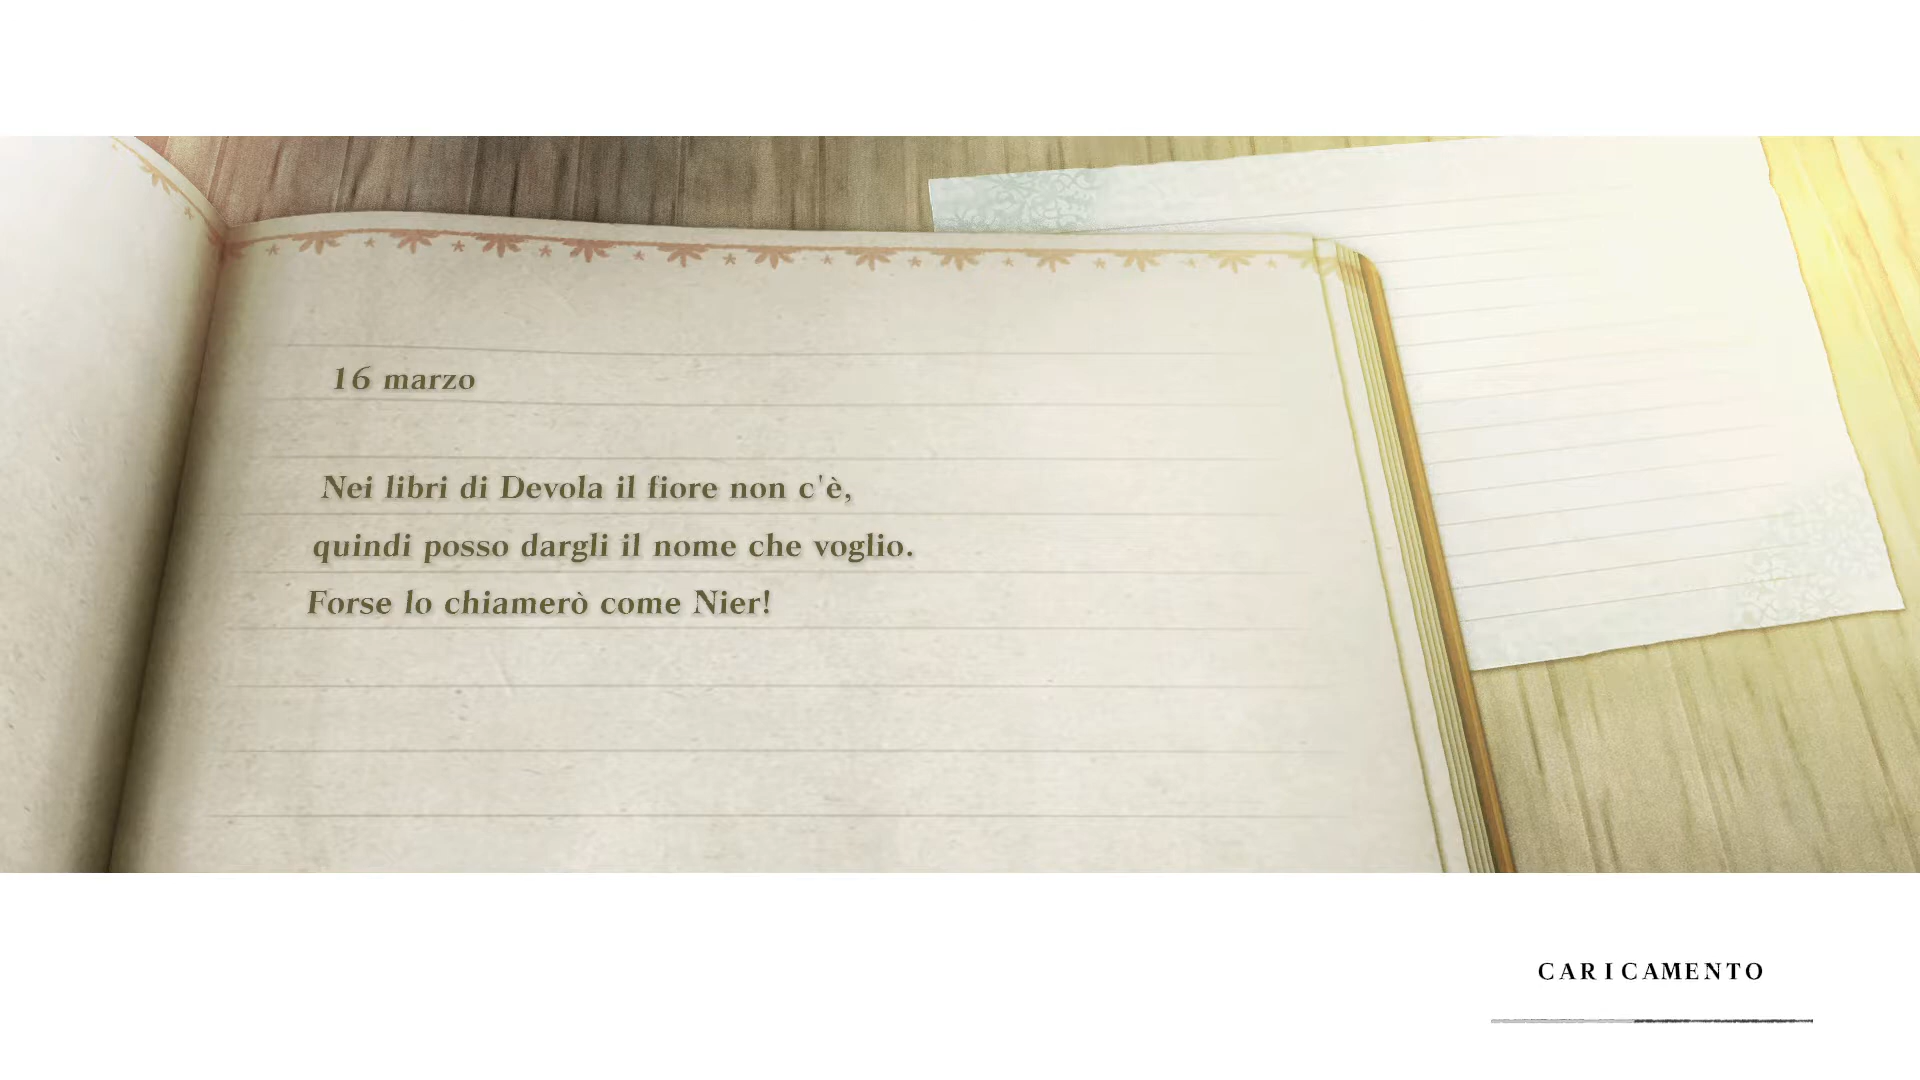 16 marzo
Nei libri di Devola il fiore non c'è,
quindi posso dargli il nome che voglio.
Forse lo chiamerò come Nier!
CARICAMENTO